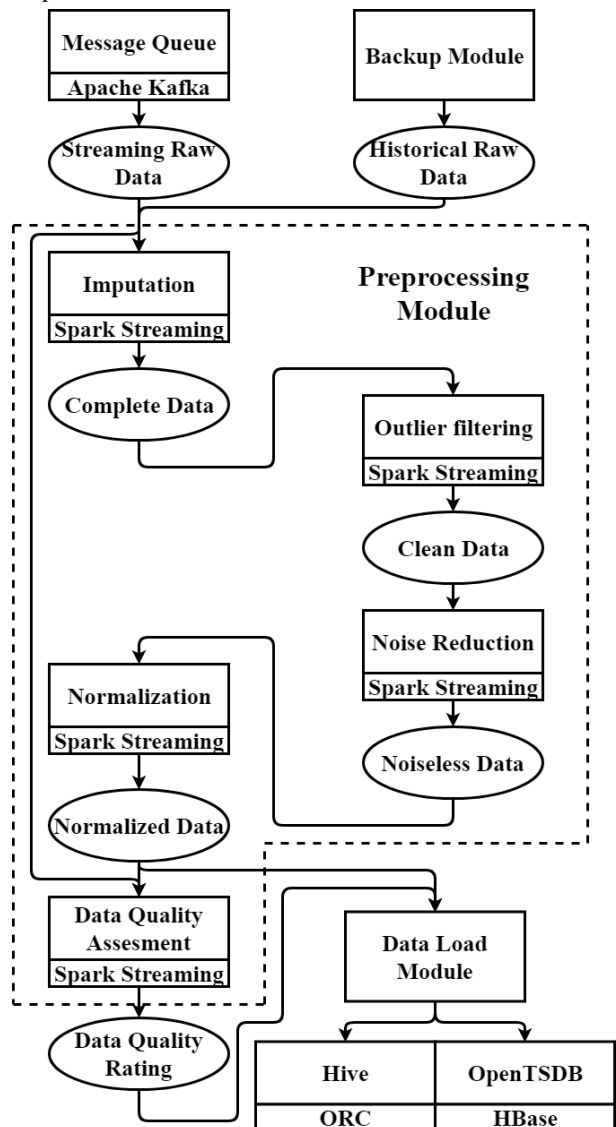 Message Queue
Apache Kafka
Backup Module
Streaming Raw
Data
Historical Raw
Data
Preprocessing
Module
Imputation
Spark Streaming
Complete Data
Outlier filtering
Spark Streaming
Clean Data
Noise Reduction
Spark Streaming
Noiseless Data
Normalization
Spark Streaming
Normalized Data
Data Quality
Assesment
Spark Streaming
Data Quality
Rating
Data Load
Module
Hive
ORC
OpenTSDB
HBase